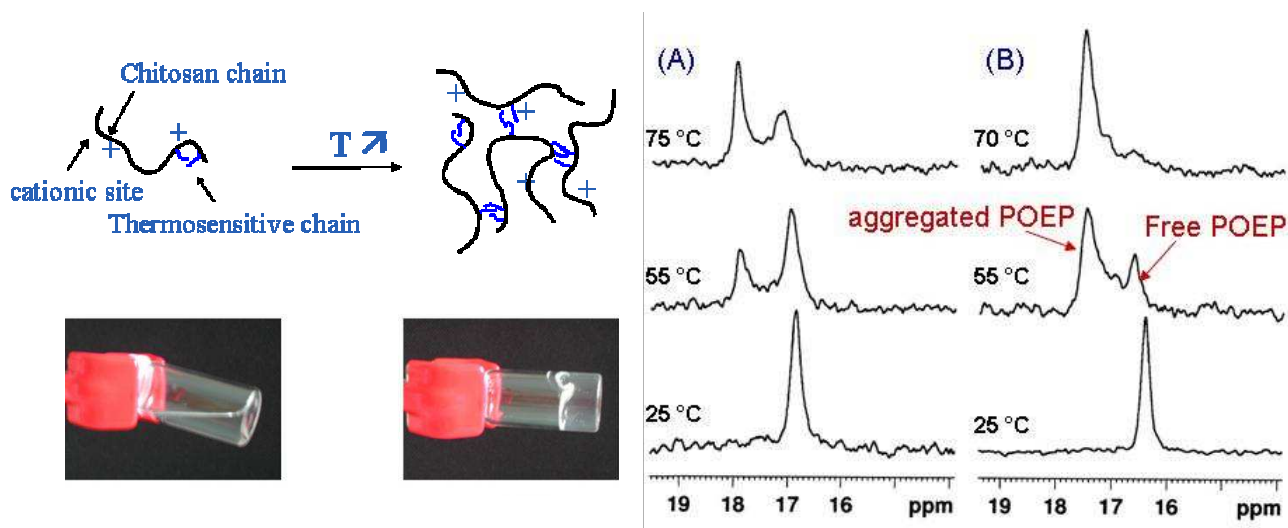 Chitosan chain
+
+
cationic site
Thermosensitive chain
T ↗
+
+
+
+
(A)
75 °C
55 °C
25 °C
19 18 17 16 ppm
(B)
70 °C
aggregated POEP
Free POEP
55 °C
25 °C
19 18 17 16 ppm